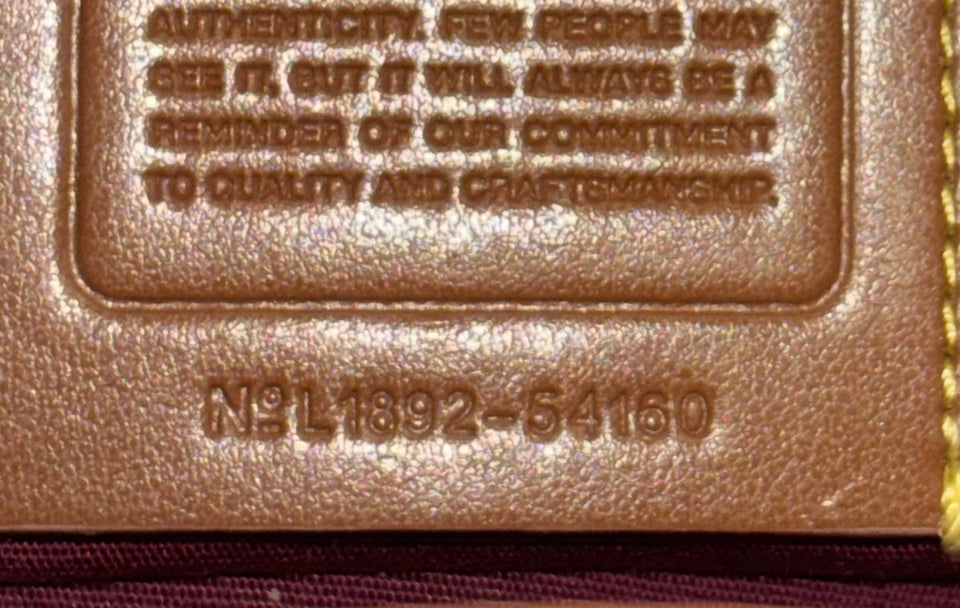 AUTHENTICITY. FEW PEOPLE MAY
SEE IT, BUT IT WILL ALWAYS BE A
REMINDER OF OUR COMMITMENT
TO QUALITY AND CRAFTSMANSHIP.
Nº L1892-54160